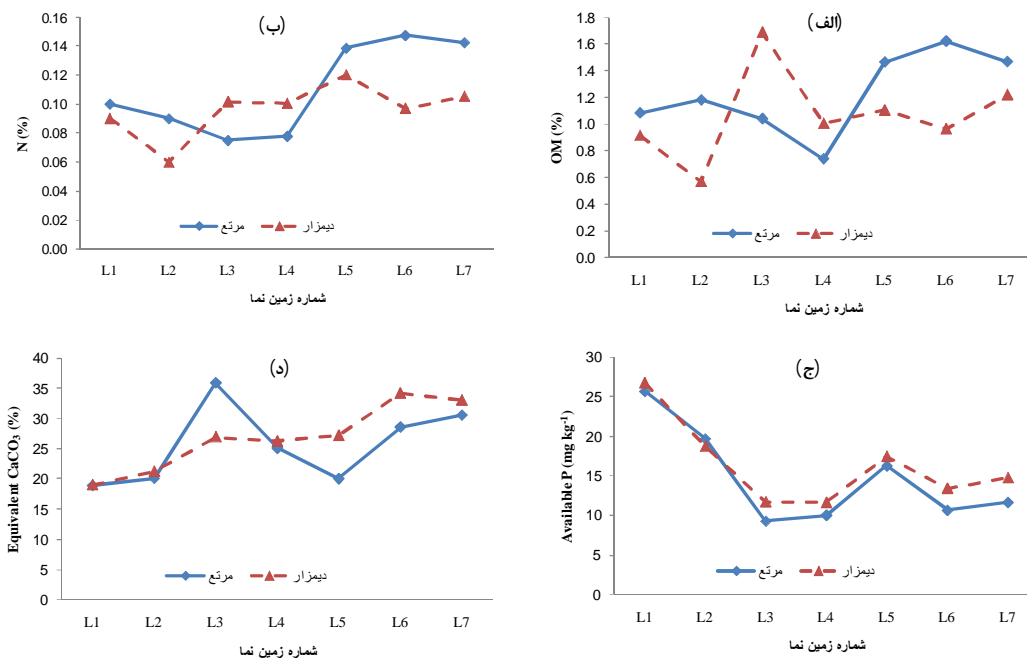 (الف)
OM (%)
1.8
1.6
1.4
1.2
1.0
0.8
0.6
0.4
0.2
0.0
مرتع
دیمزار
L1 L2 L3 L4 L5 L6 L7
شماره زمین نما
(ب)
N (%)
0.16
0.14
0.12
0.10
0.08
0.06
0.04
0.02
0.00
مرتع
دیمزار
L1 L2 L3 L4 L5 L6 L7
شماره زمین نما
(ج)
Available P (mg kg⁻¹)
30
25
20
15
10
5
0
مرتع
دیمزار
L1 L2 L3 L4 L5 L6 L7
شماره زمین نما
(د)
Equivalent CaCO₃ (%)
40
35
30
25
20
15
10
5
0
مرتع
دیمزار
L1 L2 L3 L4 L5 L6 L7
شماره زمین نما